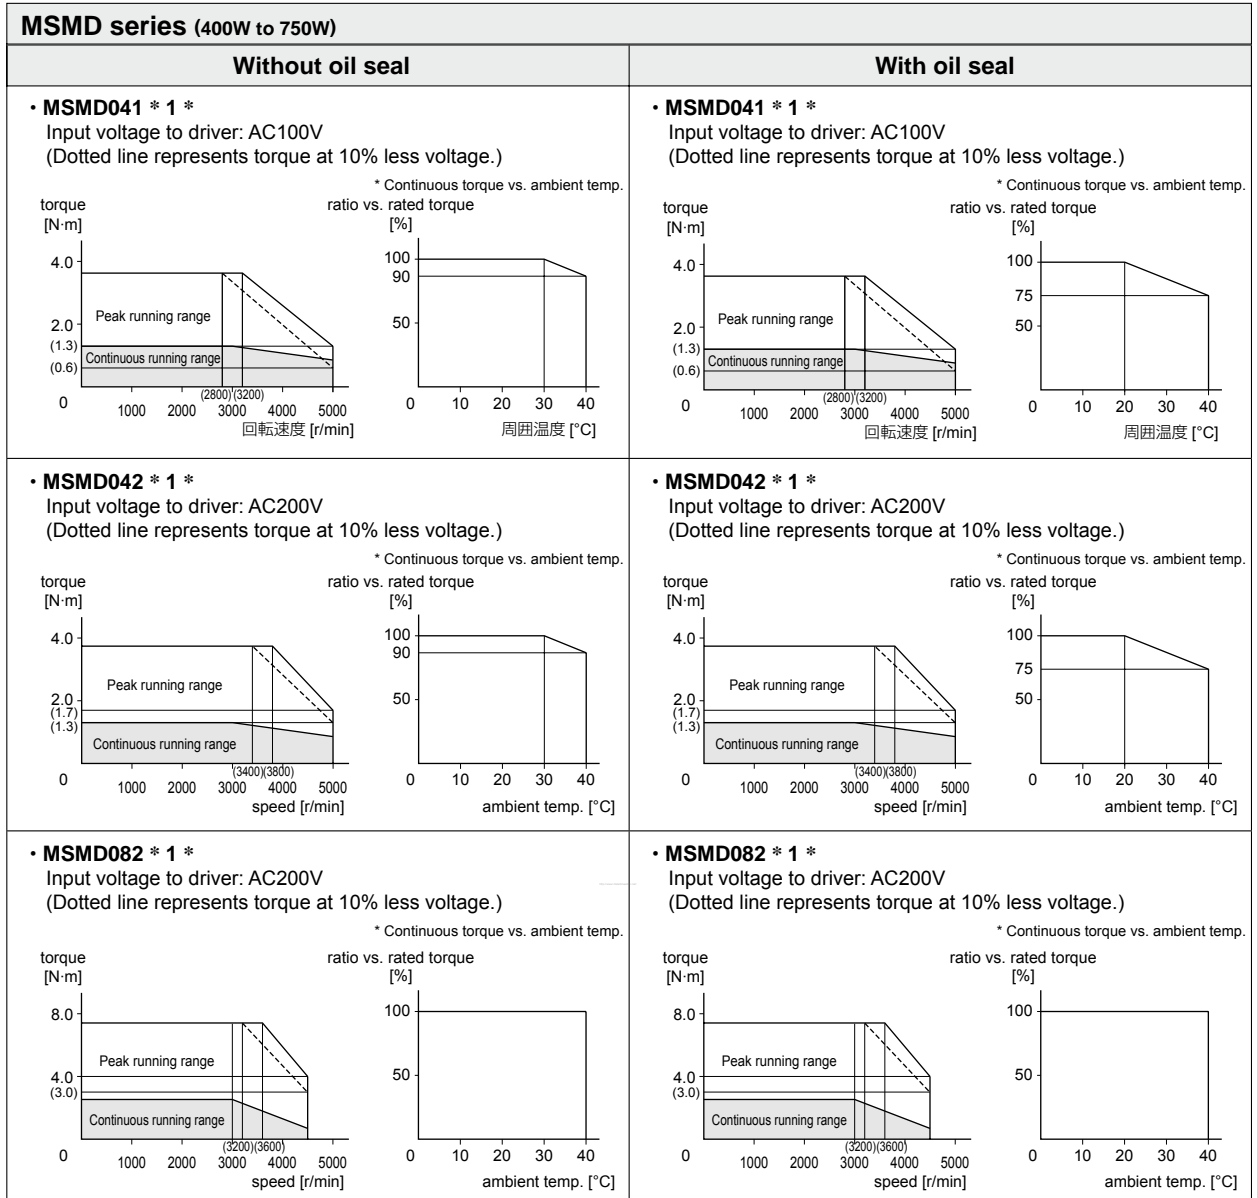 MSMD series (400W to 750W)
Without oil seal
With oil seal
・MSMD041 * 1 *
Input voltage to driver: AC100V
(Dotted line represents torque at 10% less voltage.)
* Continuous torque vs. ambient temp.
torque
[N·m]
ratio vs. rated torque
[%]
4.0
2.0
(1.3)
(0.6)
0
Peak running range
Continuous running range
(2800) (3200)
1000 2000 3000 4000 5000
回転速度 [r/min]
100
90
50
0 10 20 30 40
周囲温度 [°C]
・MSMD041 * 1 *
Input voltage to driver: AC100V
(Dotted line represents torque at 10% less voltage.)
* Continuous torque vs. ambient temp.
torque
[N·m]
ratio vs. rated torque
[%]
4.0
2.0
(1.3)
(0.6)
0
Peak running range
Continuous running range
(2800) (3200)
1000 2000 3000 4000 5000
回転速度 [r/min]
100
75
50
0 10 20 30 40
周囲温度 [°C]
・MSMD042 * 1 *
Input voltage to driver: AC200V
(Dotted line represents torque at 10% less voltage.)
* Continuous torque vs. ambient temp.
torque
[N·m]
ratio vs. rated torque
[%]
4.0
2.0
(1.7)
(1.3)
0
Peak running range
Continuous running range
(3400)(3800)
1000 2000 3000 4000 5000
speed [r/min]
100
90
50
0 10 20 30 40
ambient temp. [°C]
・MSMD042 * 1 *
Input voltage to driver: AC200V
(Dotted line represents torque at 10% less voltage.)
* Continuous torque vs. ambient temp.
torque
[N·m]
ratio vs. rated torque
[%]
4.0
2.0
(1.7)
(1.3)
0
Peak running range
Continuous running range
(3400)(3800)
1000 2000 3000 4000 5000
speed [r/min]
100
75
50
0 10 20 30 40
ambient temp. [°C]
・MSMD082 * 1 *
Input voltage to driver: AC200V
(Dotted line represents torque at 10% less voltage.)
* Continuous torque vs. ambient temp.
torque
[N·m]
ratio vs. rated torque
[%]
8.0
4.0
(3.0)
0
Peak running range
Continuous running range
(3200)(3600)
1000 2000 3000 4000 5000
speed [r/min]
100
50
0 10 20 30 40
ambient temp. [°C]
・MSMD082 * 1 *
Input voltage to driver: AC200V
(Dotted line represents torque at 10% less voltage.)
* Continuous torque vs. ambient temp.
torque
[N·m]
ratio vs. rated torque
[%]
8.0
4.0
(3.0)
0
Peak running range
Continuous running range
(3200)(3600)
1000 2000 3000 4000 5000
speed [r/min]
100
50
0 10 20 30 40
ambient temp. [°C]